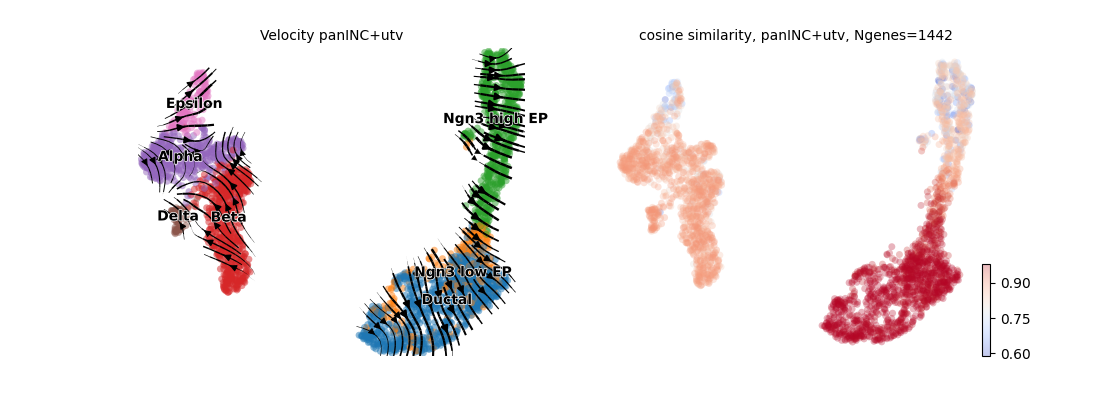 Velocity panINC+utv
cosine similarity, panINC+utv, Ngenes=1442
Epsilon
Ngn3 high EP
Alpha
Delta
Beta
Ngn3 low EP
Ductal
0.90
0.75
0.60